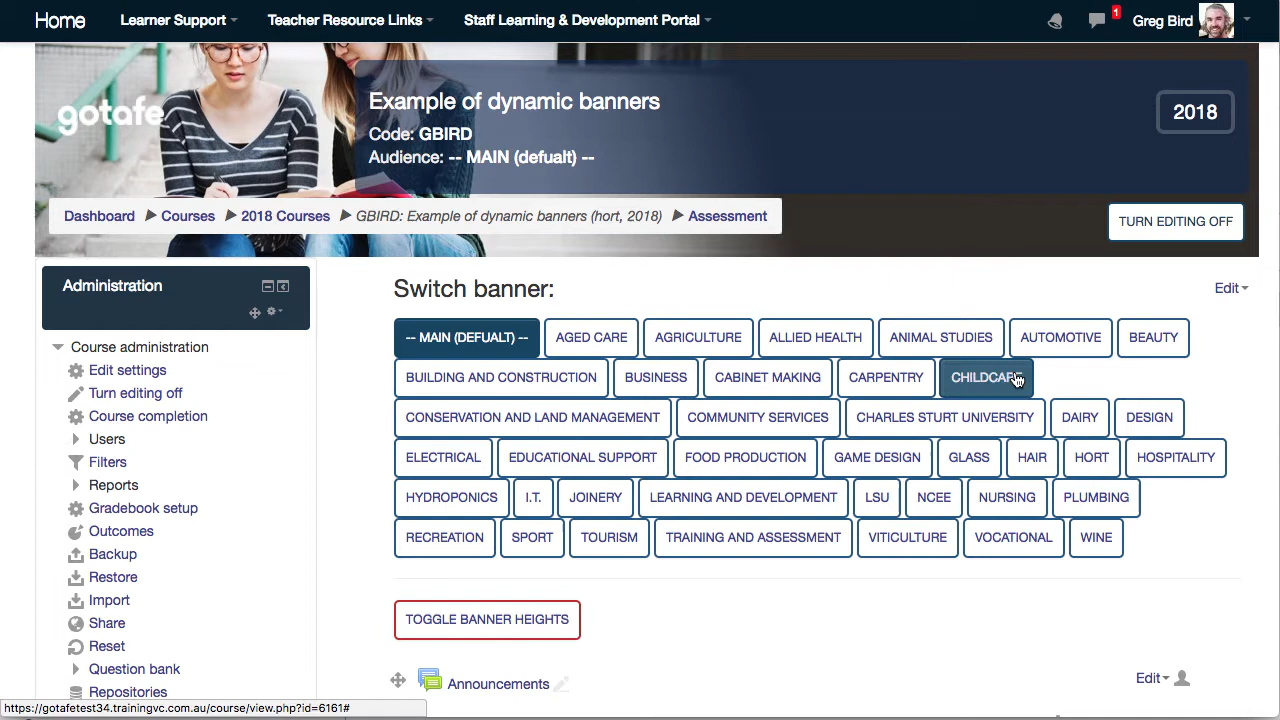 Home Learner Support Teacher Resource Links Staff Learning & Development Portal 1 Greg Bird
gotafe
Example of dynamic banners
2018
Code: GBIRD
Audience: -- MAIN (defualt) --
Dashboard Courses 2018 Courses GBIRD: Example of dynamic banners (hort, 2018) Assessment
TURN EDITING OFF
Administration
Course administration
Edit settings
Turn editing off
Course completion
Users
Filters
Reports
Gradebook setup
Outcomes
Backup
Restore
Import
Share
Reset
Question bank
Repositories
Switch banner:
Edit
-- MAIN (DEFUALT) -- AGED CARE AGRICULTURE ALLIED HEALTH ANIMAL STUDIES AUTOMOTIVE BEAUTY
BUILDING AND CONSTRUCTION BUSINESS CABINET MAKING CARPENTRY CHILDCARE
CONSERVATION AND LAND MANAGEMENT COMMUNITY SERVICES CHARLES STURT UNIVERSITY DAIRY DESIGN
ELECTRICAL EDUCATIONAL SUPPORT FOOD PRODUCTION GAME DESIGN GLASS HAIR HORT HOSPITALITY
HYDROPONICS I.T. JOINERY LEARNING AND DEVELOPMENT LSU NCEE NURSING PLUMBING
RECREATION SPORT TOURISM TRAINING AND ASSESSMENT VITICULTURE VOCATIONAL WINE
TOGGLE BANNER HEIGHTS
Announcements
Edit
https://gotafetest34.trainingvc.com.au/course/view.php?id=6161#